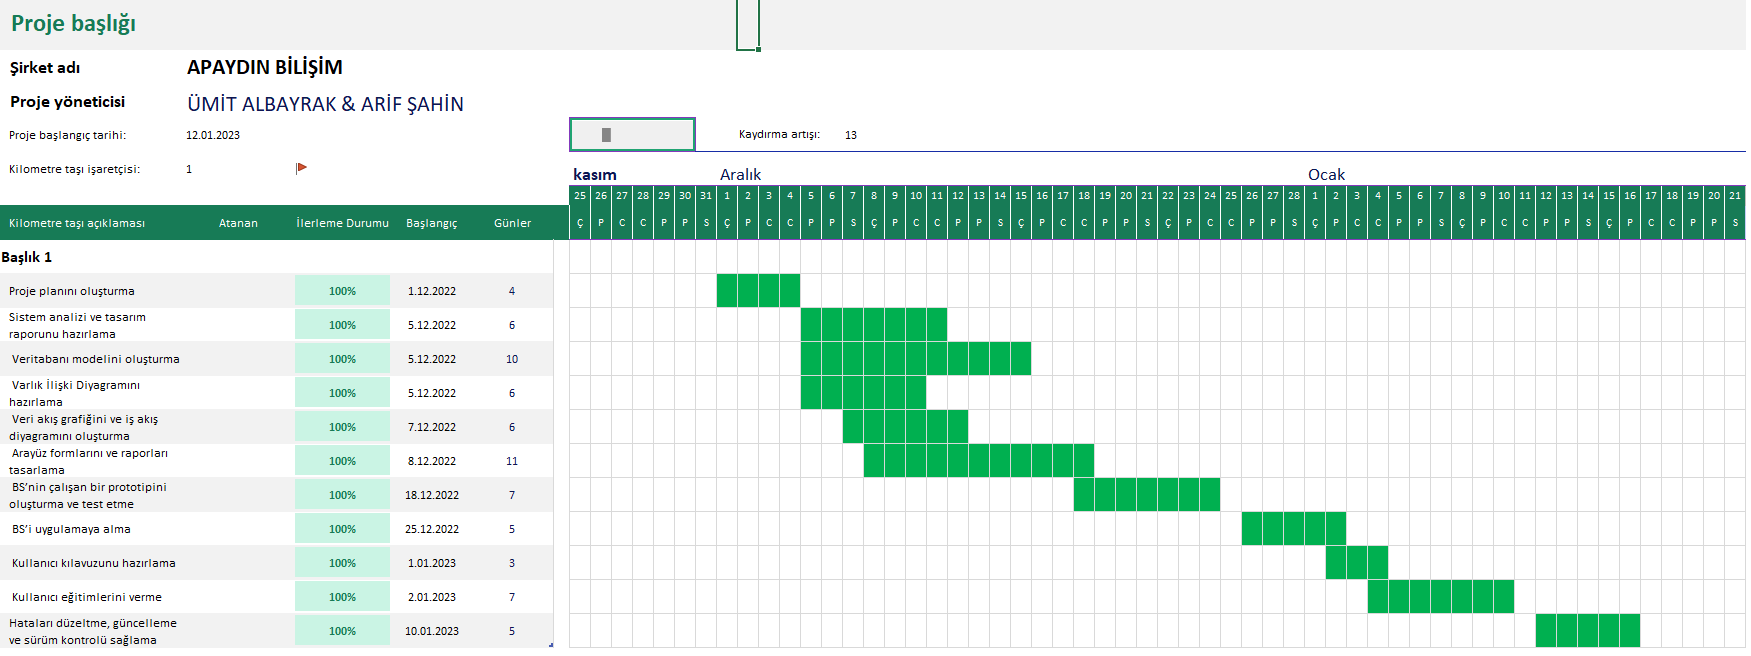 Proje başlığı
Şirket adı APAYDIN BİLİŞİM
Proje yöneticisi ÜMİT ALBAYRAK & ARİF ŞAHİN
Proje başlangıç tarihi: 12.01.2023 Kaydırma artışı: 13
Kilometre taşı işaretçisi: 1
kasım Aralık Ocak
25 26 27 28 29 30 31 1 2 3 4 5 6 7 8 9 10 11 12 13 14 15 16 17 18 19 20 21 22 23 24 25 26 27 28 1 2 3 4 5 6 7 8 9 10 11 12 13 14 15 16 17 18 19 20 21
Kilometre taşı açıklaması Atanan İlerleme Durumu Başlangıç Günler Ç P C C P P S Ç P C C P P S Ç P C C P P S Ç P C C P P S Ç P C C P P S Ç P C C P P S Ç P C C P P S Ç P C C P P S
Başlık 1
Proje planını oluşturma 100% 1.12.2022 4
Sistem analizi ve tasarım
raporunu hazırlama 100% 5.12.2022 6
Veritabanı modelini oluşturma 100% 5.12.2022 10
Varlık İlişki Diyagramını
hazırlama 100% 5.12.2022 6
Veri akış grafiğini ve iş akış
diyagramını oluşturma 100% 7.12.2022 6
Arayüz formlarını ve raporları
tasarlama 100% 8.12.2022 11
BS’nin çalışan bir prototipini
oluşturma ve test etme 100% 18.12.2022 7
BS’i uygulamaya alma 100% 25.12.2022 5
Kullanıcı kılavuzunu hazırlama 100% 1.01.2023 3
Kullanıcı eğitimlerini verme 100% 2.01.2023 7
Hataları düzeltme, güncelleme
ve sürüm kontrolü sağlama 100% 10.01.2023 5